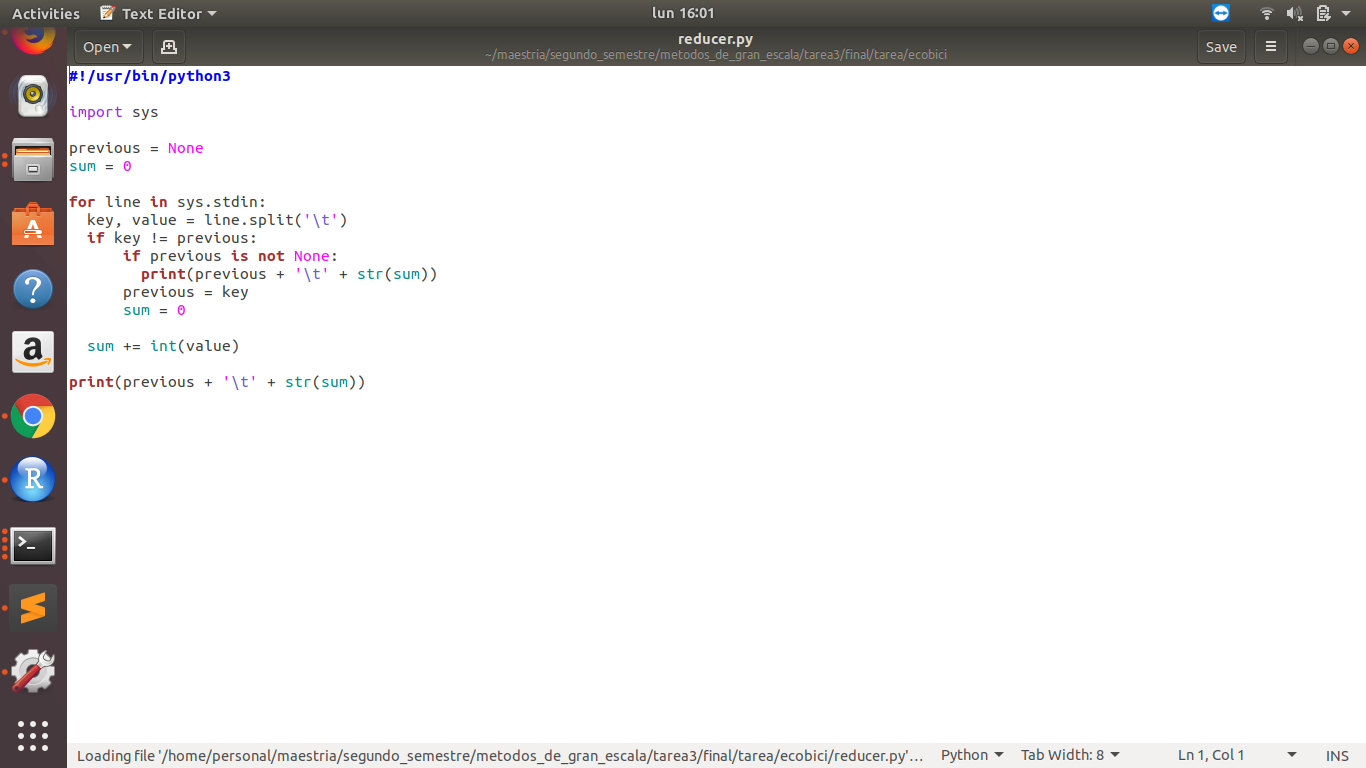 Activities Text Editor lun 16:01
Open reducer.py Save
~/maestria/segundo_semestre/metodos_de_gran_escala/tarea3/final/tarea/ecobici
#!/usr/bin/python3
import sys
previous = None
sum = 0
for line in sys.stdin:
  key, value = line.split('\t')
  if key != previous:
      if previous is not None:
        print(previous + '\t' + str(sum))
      previous = key
      sum = 0
  sum += int(value)
print(previous + '\t' + str(sum))
Loading file '/home/personal/maestria/segundo_semestre/metodos_de_gran_escala/tarea3/final/tarea/ecobici/reducer.py'… Python Tab Width: 8 Ln 1, Col 1 INS